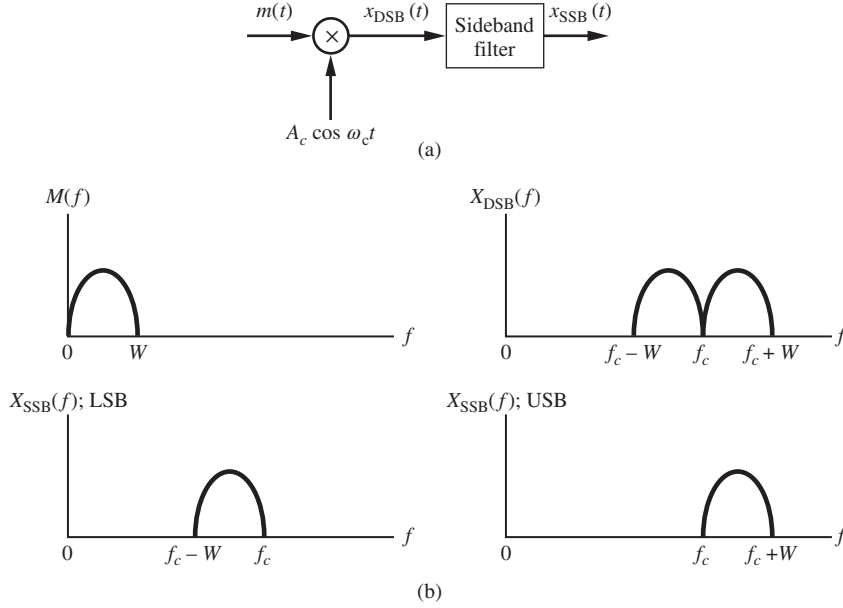 m(t) x_DSB (t) Sideband filter x_SSB (t)
×
A_c cos ω_c t
(a)
M(f) X_DSB(f)
0 W f 0 f_c – W f_c f_c + W f
X_SSB(f); LSB X_SSB(f); USB
0 f_c – W f_c f 0 f_c f_c +W f
(b)